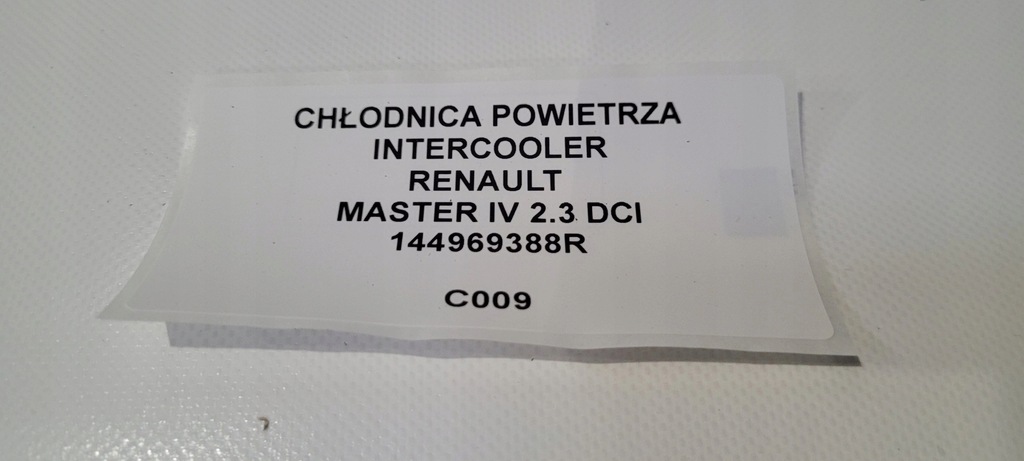 CHŁODNICA POWIETRZA
INTERCOOLER
RENAULT
MASTER IV 2.3 DCI
144969388R
C009